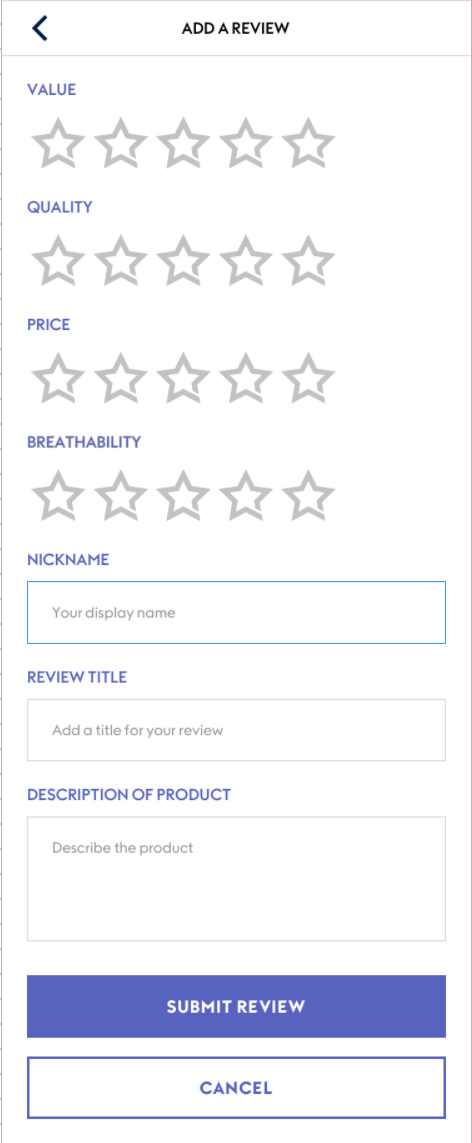 ADD A REVIEW
VALUE
QUALITY
PRICE
BREATHABILITY
NICKNAME
Your display name
REVIEW TITLE
Add a title for your review
DESCRIPTION OF PRODUCT
Describe the product
SUBMIT REVIEW
CANCEL